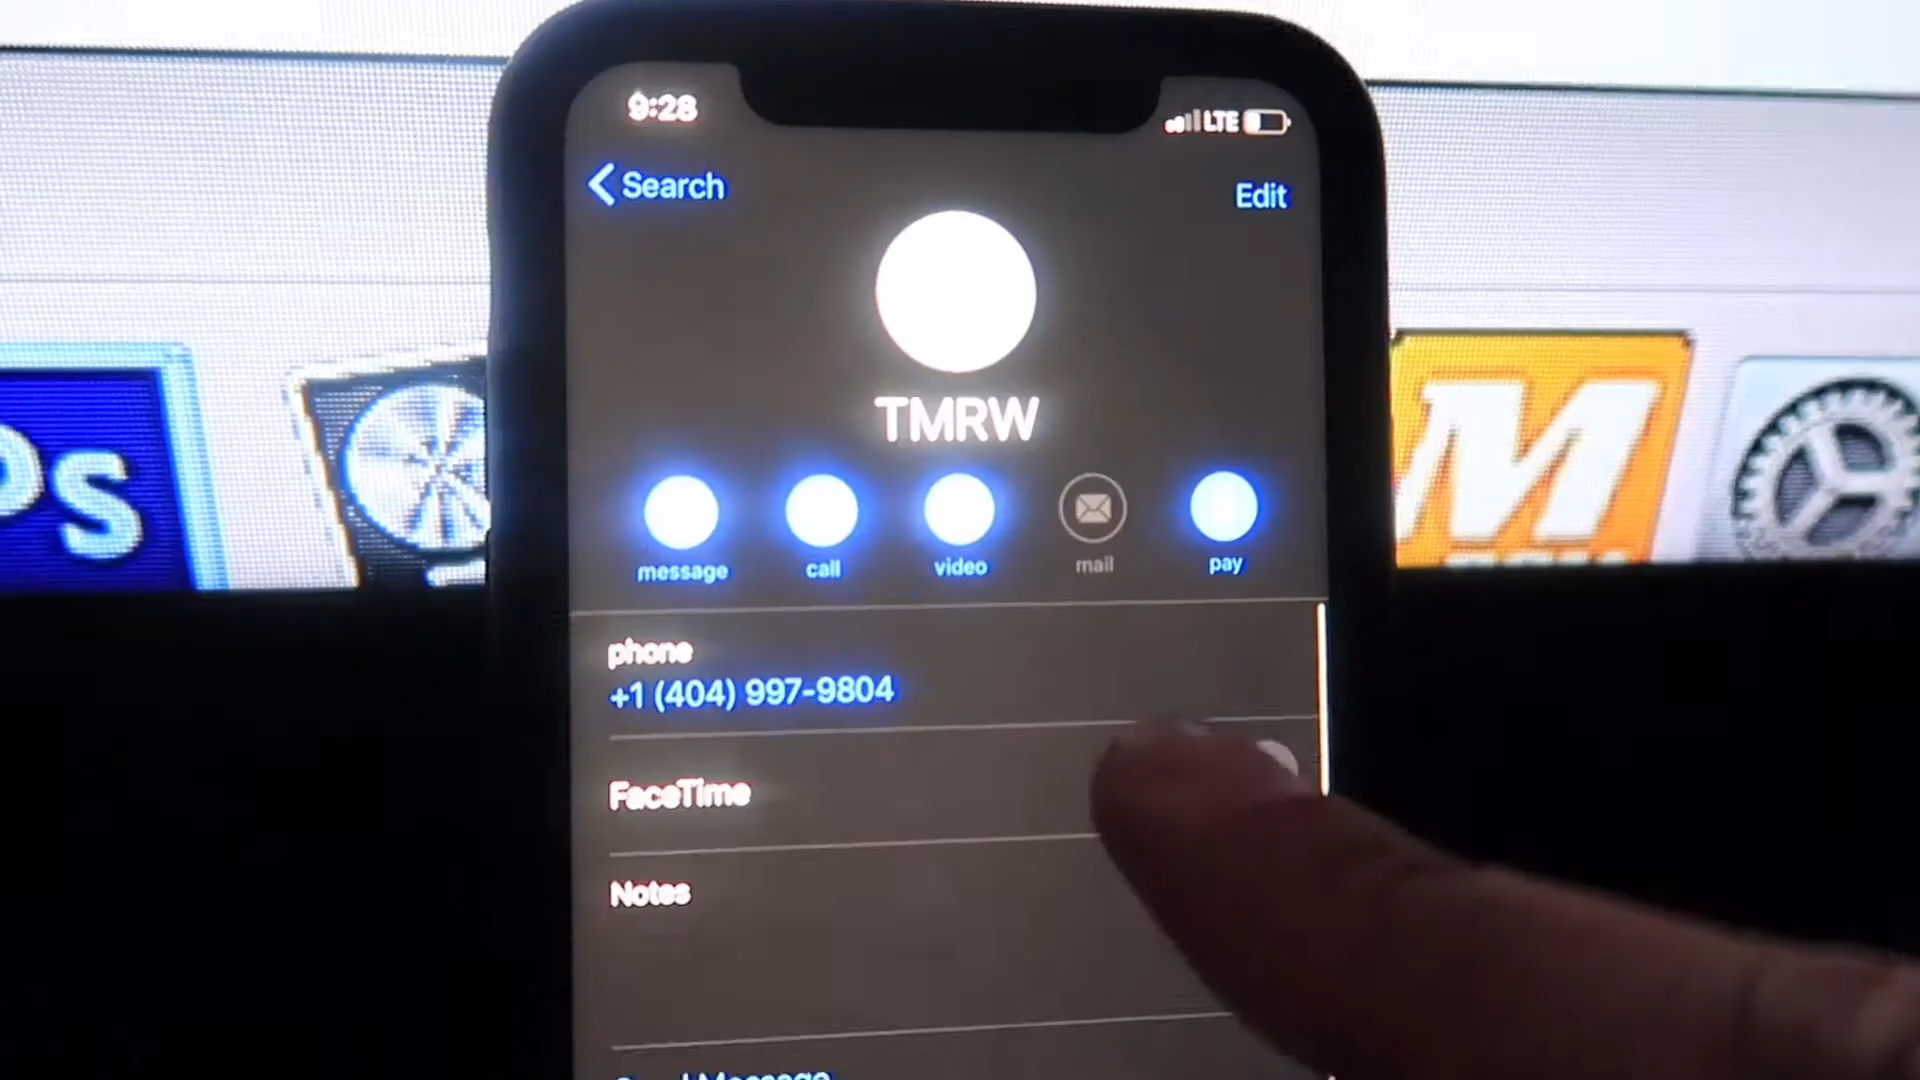 9:28
LTE
Search
Edit
TMRW
message
call
video
mail
pay
phone
+1 (404) 997-9804
FaceTime
Notes
Ps
M